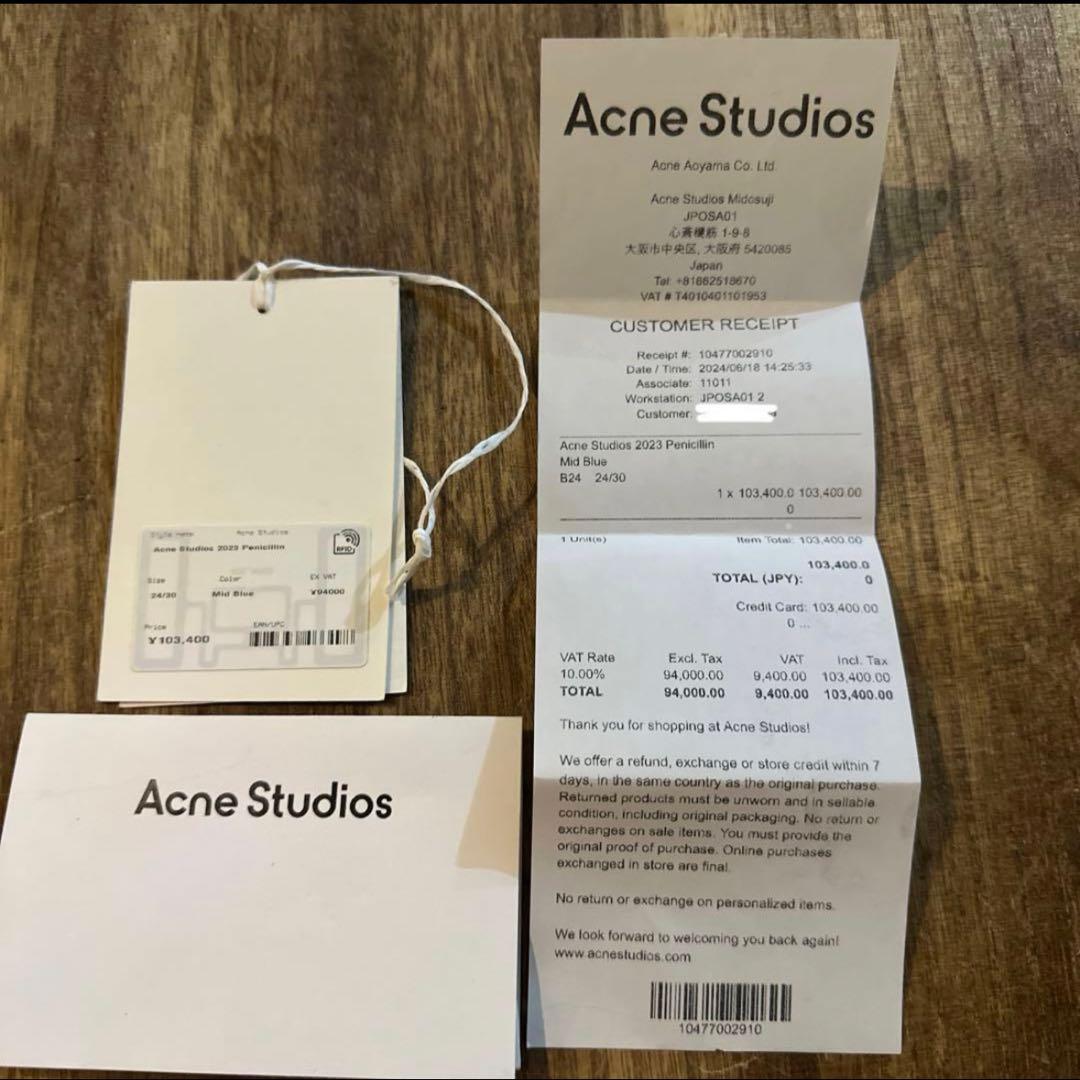 Acne Studios
Acne Aoyama Co. Ltd.
Acne Studios Midosuji
JPOSA01
心斎橋筋 1-9-8
大阪市中央区, 大阪府 5420085
Japan
Tel: +81662518670
VAT # T4010401101953
CUSTOMER RECEIPT
Receipt #: 10477002910
Date / Time: 2024/06/18 14:25:33
Associate: 11011
Workstation: JPOSA01 2
Customer:
Acne Studios 2023 Penicillin
Mid Blue
B24 24/30
1 x 103,400.0 103,400.00
0
1 Unit(s) Item Total: 103,400.00
103,400.0
TOTAL (JPY): 0
Credit Card: 103,400.00
0 ...
VAT Rate Excl. Tax VAT Incl. Tax
10.00% 94,000.00 9,400.00 103,400.00
TOTAL 94,000.00 9,400.00 103,400.00
Thank you for shopping at Acne Studios!
We offer a refund, exchange or store credit within 7
days, in the same country as the original purchase.
Returned products must be unworn and in sellable
condition, including original packaging. No return or
exchanges on sale items. You must provide the
original proof of purchase. Online purchases
exchanged in store are final.
No return or exchange on personalized items.
We look forward to welcoming you back again!
www.acnestudios.com
10477002910
Style name Acne Studios
Acne Studios 2023 Penicillin
RFID
Size Color EX VAT
24/30 Mid Blue ¥94000
Price EAN/UPC
¥103,400
Acne Studios